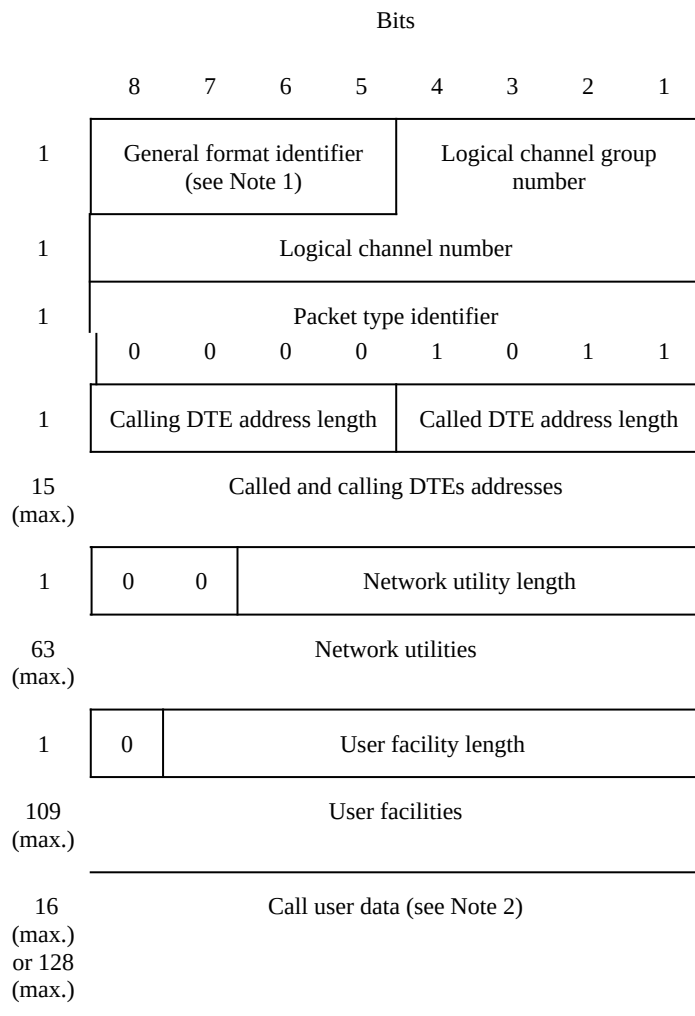 Bits
8 7 6 5 4 3 2 1
1 General format identifier Logical channel group
(see Note 1) number
1 Logical channel number
1 Packet type identifier
0 0 0 0 1 0 1 1
1 Calling DTE address length Called DTE address length
15 Called and calling DTEs addresses
(max.)
1 0 0 Network utility length
63 Network utilities
(max.)
1 0 User facility length
109 User facilities
(max.)
16 Call user data (see Note 2)
(max.)
or 128
(max.)